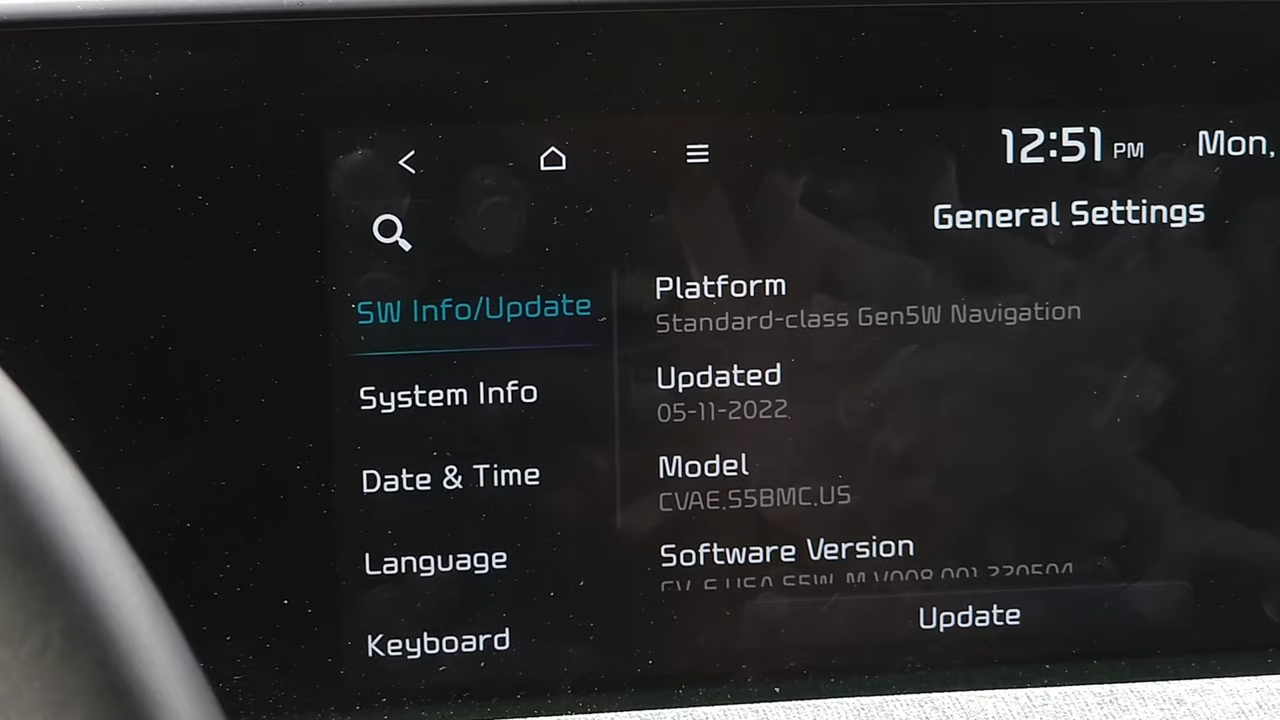 12:51 PM Mon,
General Settings
SW Info/Update
Platform
Standard-class Gen5W Navigation
Updated
05-11-2022
System Info
Model
CVAE.S5BMC.US
Date & Time
Software Version
Language
Update
Keyboard